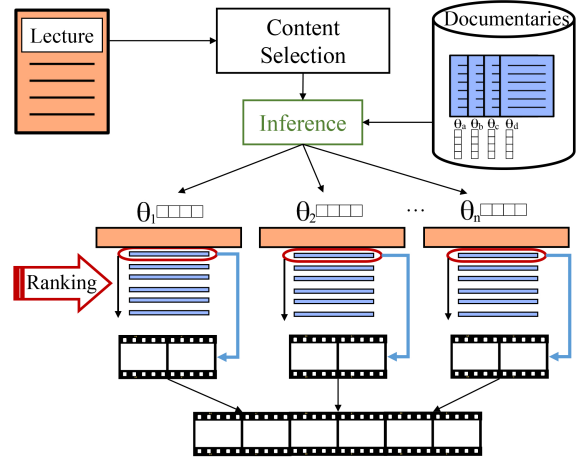 Lecture
Content
Selection
Documentaries
θa θb θc θd
Inference
θ1
θ2
...
θn
Ranking